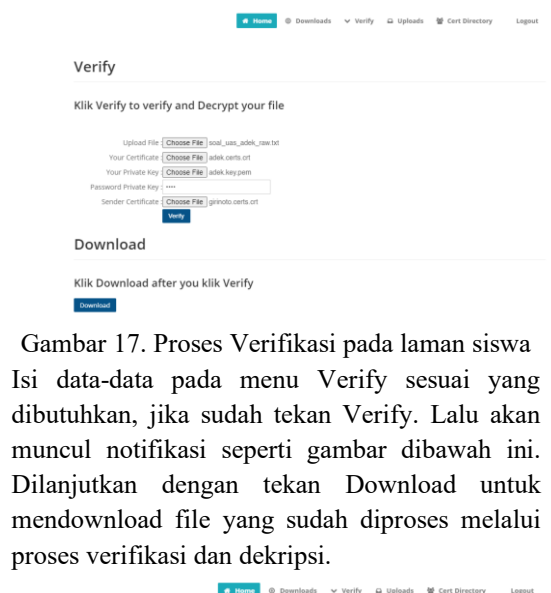 Home Downloads Verify Uploads Cert Directory Logout
Verify
Klik Verify to verify and Decrypt your file
Upload File : Choose File soal_uas_adek_raw.txt
Your Certificate : Choose File adek.certs.crt
Your Private Key : Choose File adek.key.pem
Password Private Key : ••••
Sender Certificate : Choose File girinoto.certs.crt
Verify
Download
Klik Download after you klik Verify
Download
Gambar 17. Proses Verifikasi pada laman siswa
Isi data-data pada menu Verify sesuai yang
dibutuhkan, jika sudah tekan Verify. Lalu akan
muncul notifikasi seperti gambar dibawah ini.
Dilanjutkan dengan tekan Download untuk
mendownload file yang sudah diproses melalui
proses verifikasi dan dekripsi.
Home Downloads Verify Uploads Cert Directory Logout